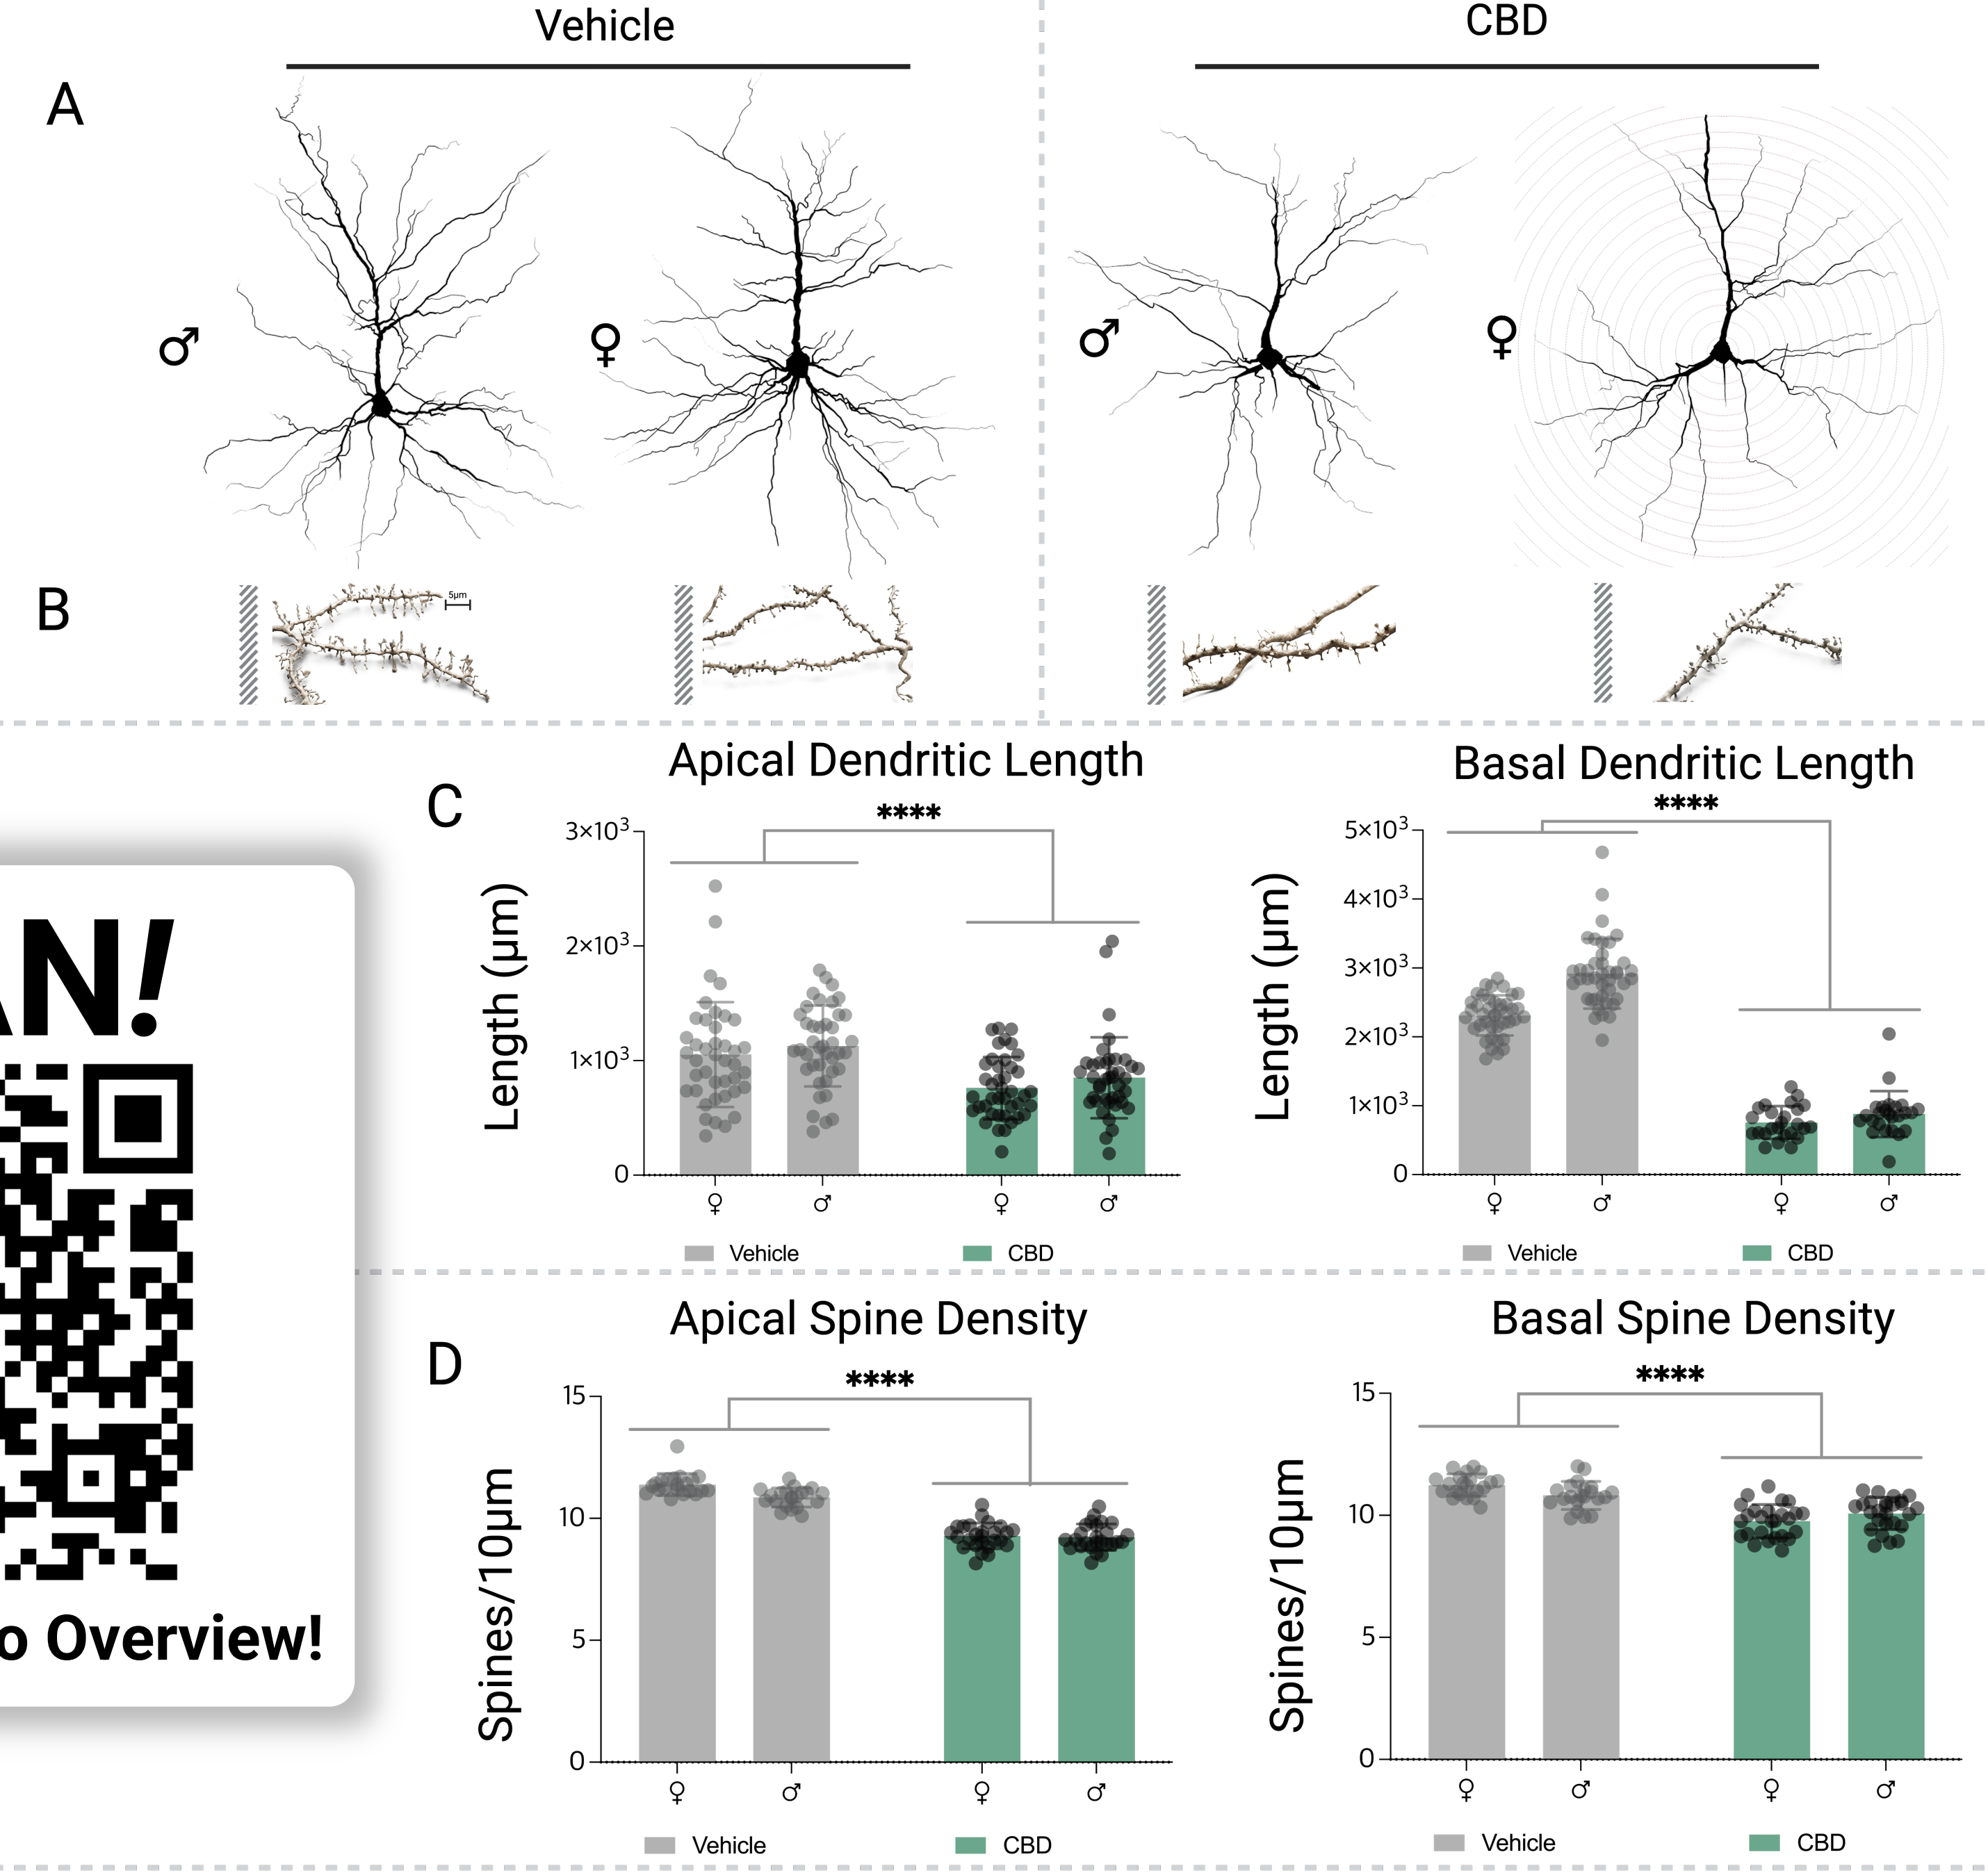 Vehicle
CBD
A
♂
♀
♂
♀
B
5μm
C
Apical Dendritic Length
****
Length (μm)
3×10³
2×10³
1×10³
0
♀ ♂ ♀ ♂
Vehicle CBD
Basal Dendritic Length
****
Length (μm)
5×10³
4×10³
3×10³
2×10³
1×10³
0
♀ ♂ ♀ ♂
Vehicle CBD
AN!
o Overview!
D
Apical Spine Density
****
Spines/10μm
15
10
5
0
♀ ♂ ♀ ♂
Vehicle CBD
Basal Spine Density
****
Spines/10μm
15
10
5
0
♀ ♂ ♀ ♂
Vehicle CBD